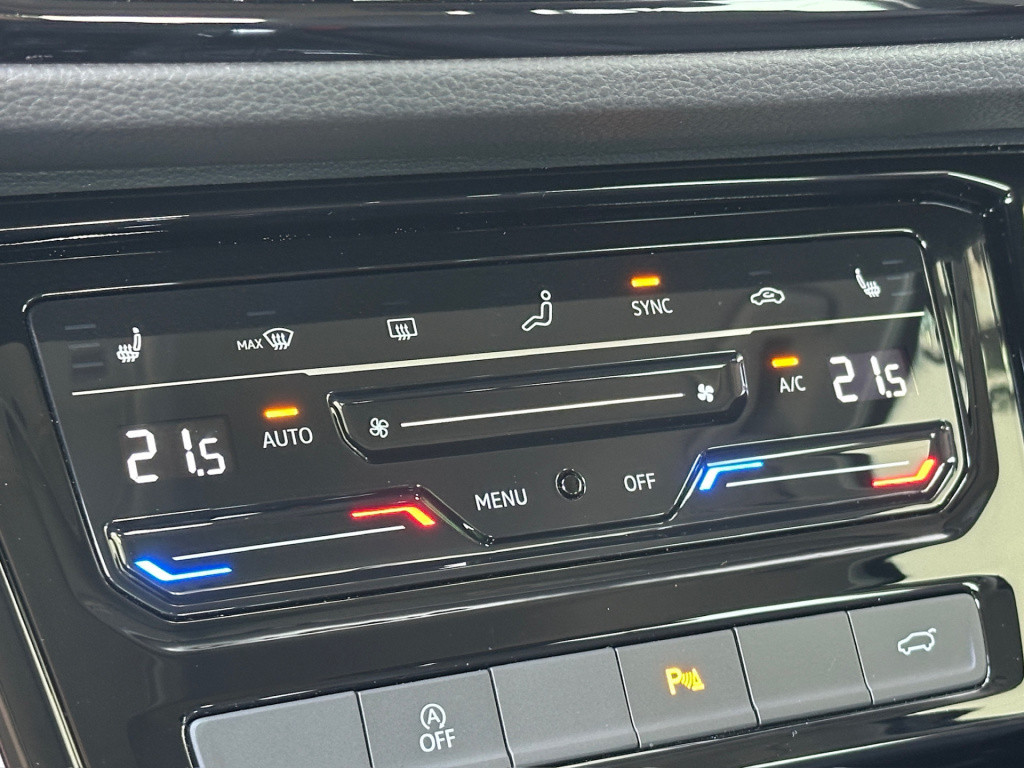 MAX
SYNC
21.5
AUTO
A/C
21.5
MENU
OFF
A
OFF
P